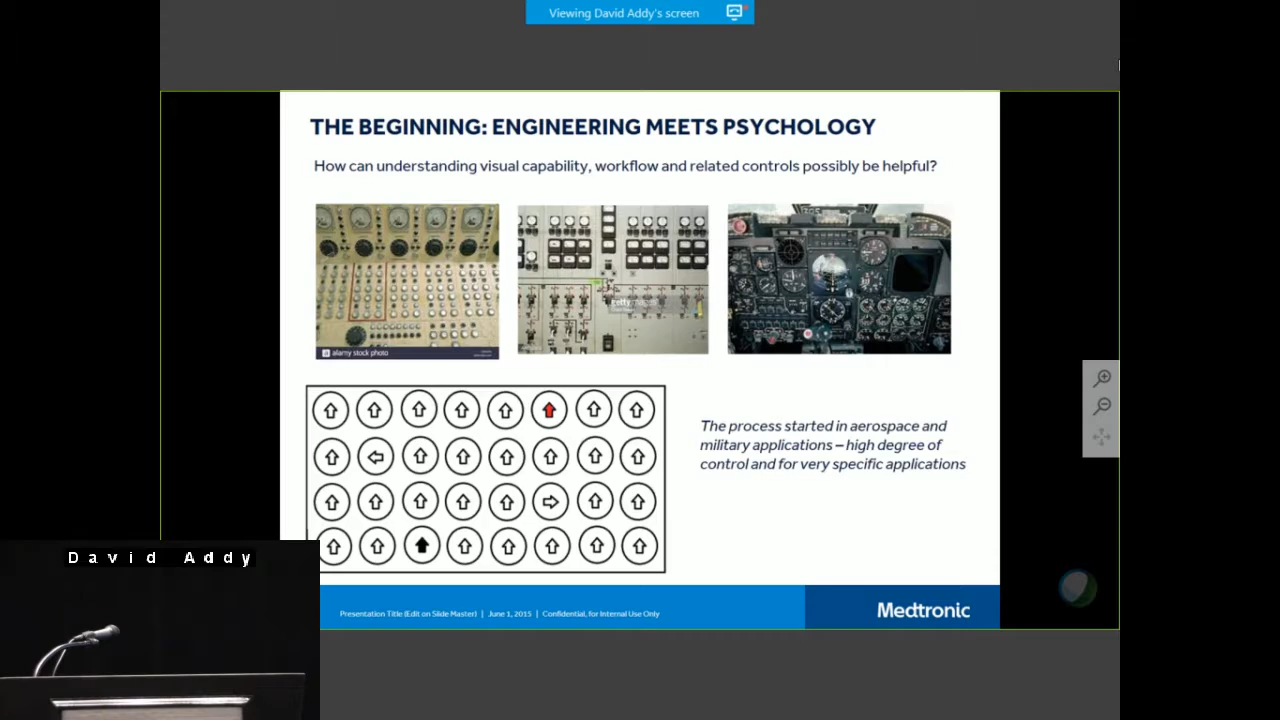 Viewing David Addy's screen
THE BEGINNING: ENGINEERING MEETS PSYCHOLOGY
How can understanding visual capability, workflow and related controls possibly be helpful?
gettyimages
alamy stock photo
The process started in aerospace and
military applications – high degree of
control and for very specific applications
David Addy
Presentation Title (Edit on Slide Master) | June 1, 2015 | Confidential, for Internal Use Only
Medtronic